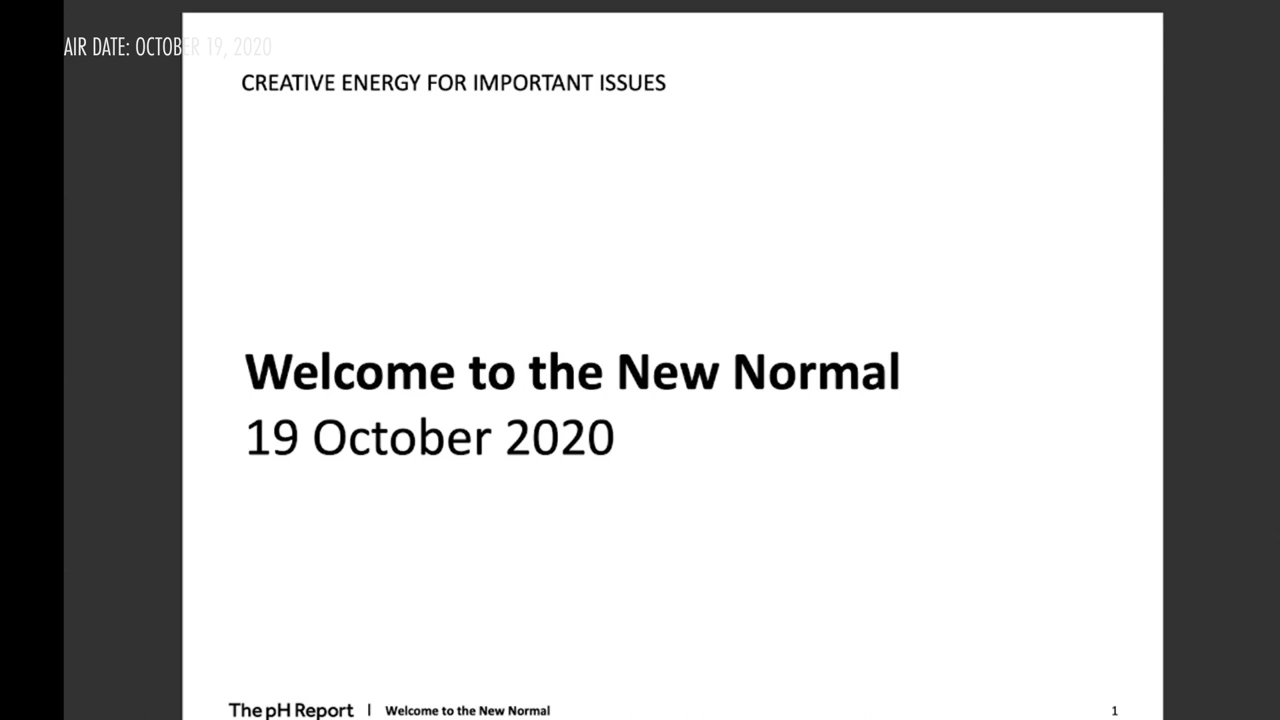 AIR DATE: OCTOBER 19, 2020
CREATIVE ENERGY FOR IMPORTANT ISSUES
Welcome to the New Normal
19 October 2020
The pH Report | Welcome to the New Normal 1